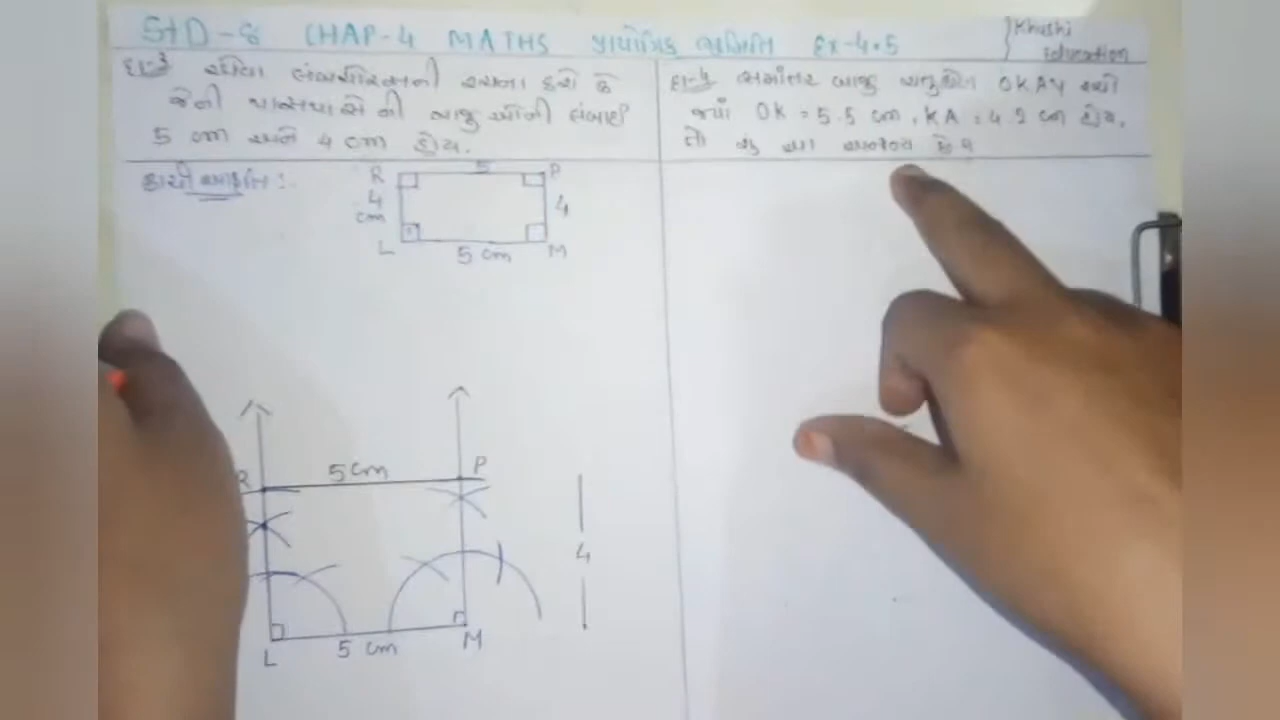 STD-8 CHAP-4 MATHS પ્રાયોગિક ભૂમિતિ Ex-4.5
Khushi
Education
દા-3 એવા લંબચોરસની રચના કરો કે
જેની પાસપાસેની બાજુઓની લંબાઈ
5 cm અને 4 cm હોય.
દા-4 સમાંતર બાજુ ચતુષ્કોણ OKAY રચો
જ્યાં OK = 5.5 cm, KA = 4.2 cm હોય.
તો શું આ અનન્ય છે?
કાચી આકૃતિ :
R 5 P
4 4
cm
L 5 cm M
R 5 cm P
4
L 5 cm M